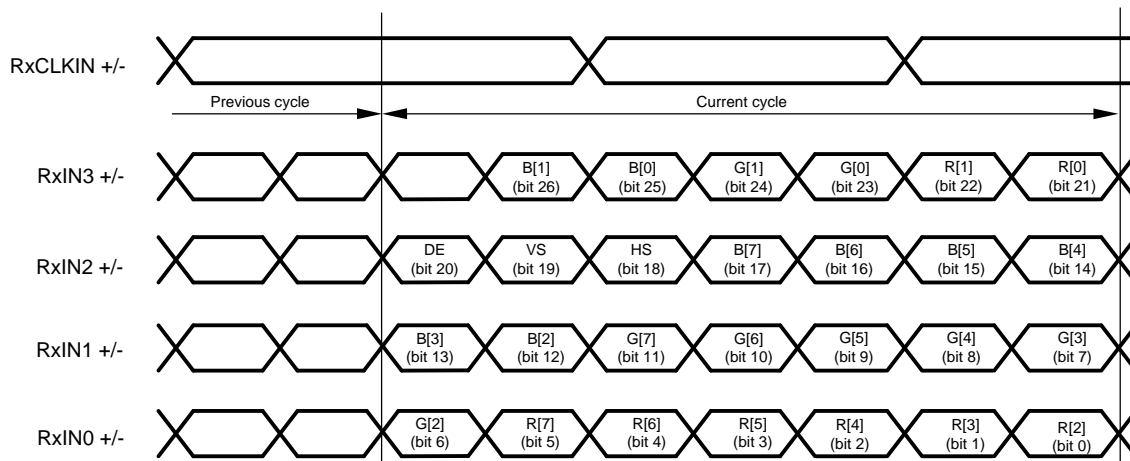 RxCLKIN +/-
Previous cycle Current cycle
RxIN3 +/- B[1] B[0] G[1] G[0] R[1] R[0]
(bit 26) (bit 25) (bit 24) (bit 23) (bit 22) (bit 21)
RxIN2 +/- DE VS HS B[7] B[6] B[5] B[4]
(bit 20) (bit 19) (bit 18) (bit 17) (bit 16) (bit 15) (bit 14)
RxIN1 +/- B[3] B[2] G[7] G[6] G[5] G[4] G[3]
(bit 13) (bit 12) (bit 11) (bit 10) (bit 9) (bit 8) (bit 7)
RxIN0 +/- G[2] R[7] R[6] R[5] R[4] R[3] R[2]
(bit 6) (bit 5) (bit 4) (bit 3) (bit 2) (bit 1) (bit 0)